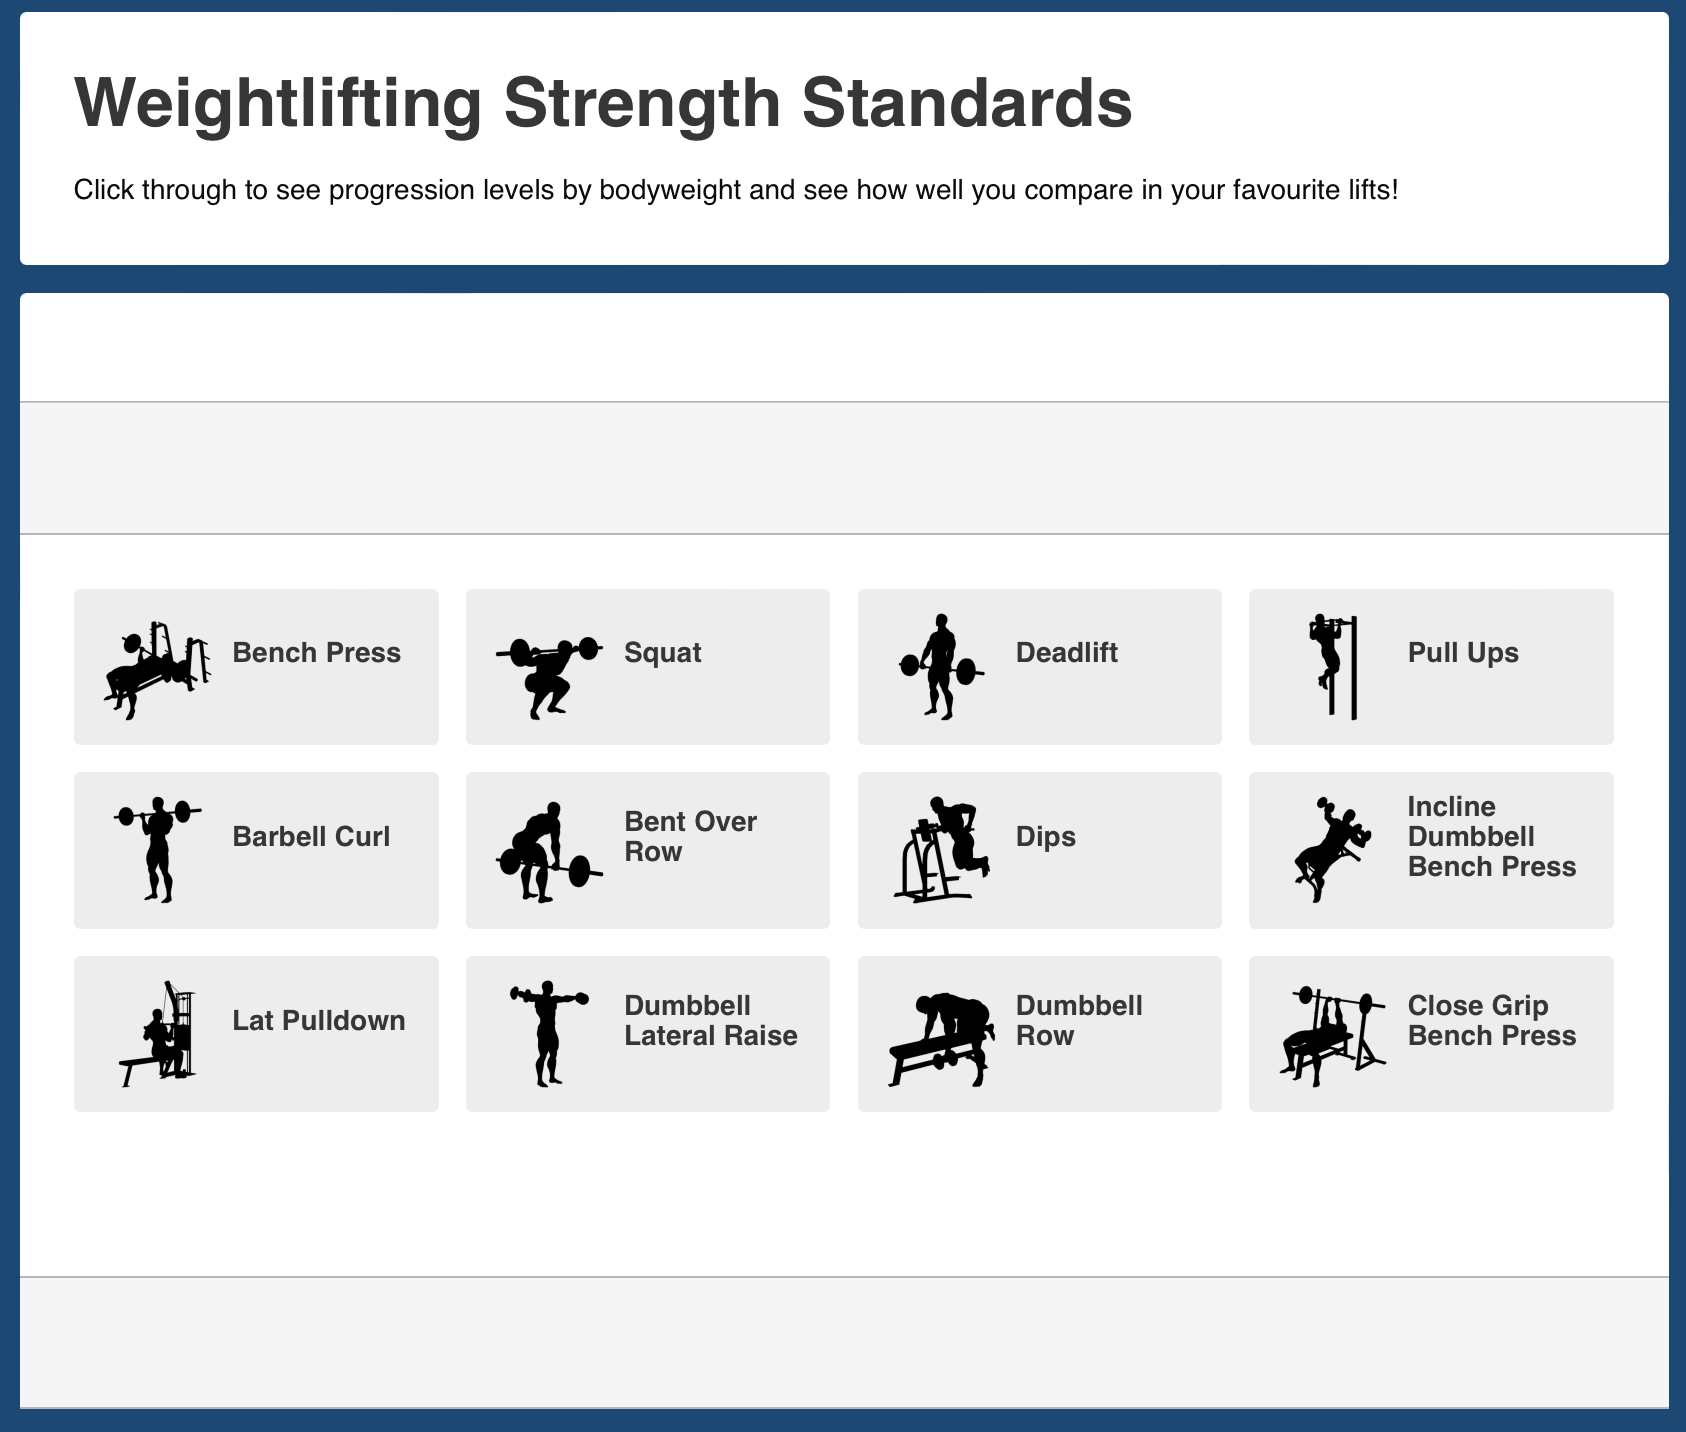 Weightlifting Strength Standards
Click through to see progression levels by bodyweight and see how well you compare in your favourite lifts!
Bench Press
Squat
Deadlift
Pull Ups
Barbell Curl
Bent Over
Row
Dips
Incline
Dumbbell
Bench Press
Lat Pulldown
Dumbbell
Lateral Raise
Dumbbell
Row
Close Grip
Bench Press